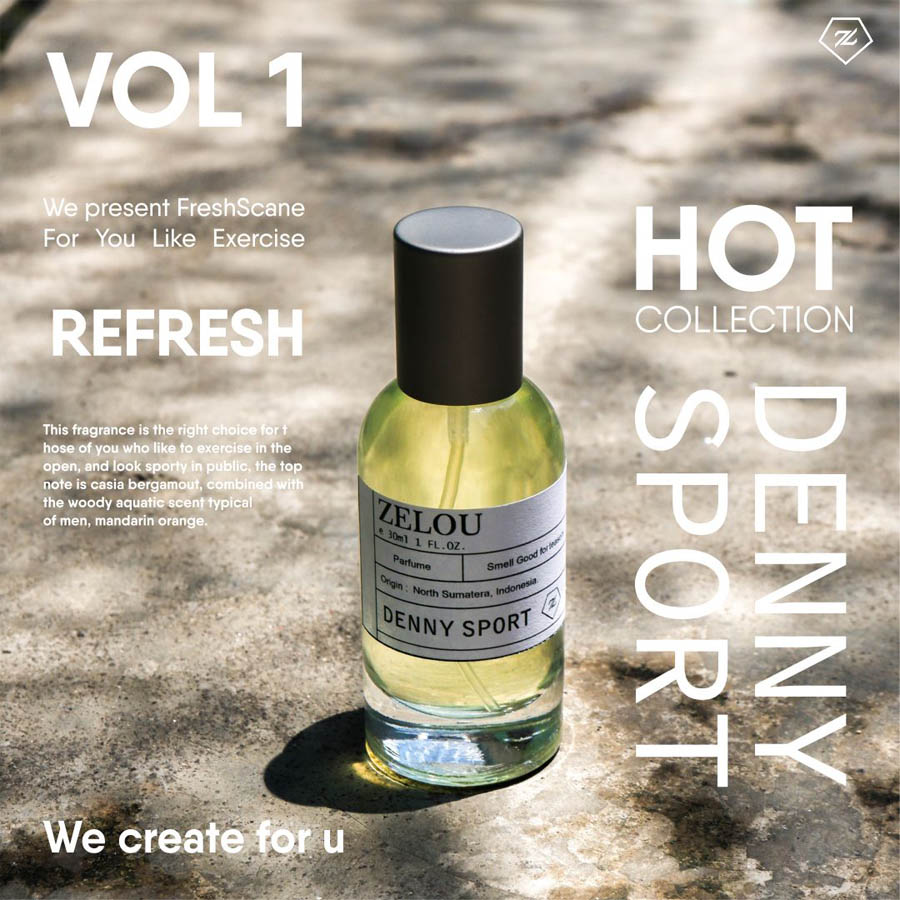 VOL 1
We present FreshScane
For You Like Exercise
REFRESH
This fragrance is the right choice for t
hose of you who like to exercise in the
open, and look sporty in public. the top
note is casia bergamout, combined with
the woody aquatic scent typical
of men, mandarin orange.
We create for u
HOT
COLLECTION
DENNY
SPORT
ZELOU
e 30ml 1 FL.OZ.
Parfume
Smell Good for
Origin : North Sumatera, Indonesia.
DENNY SPORT